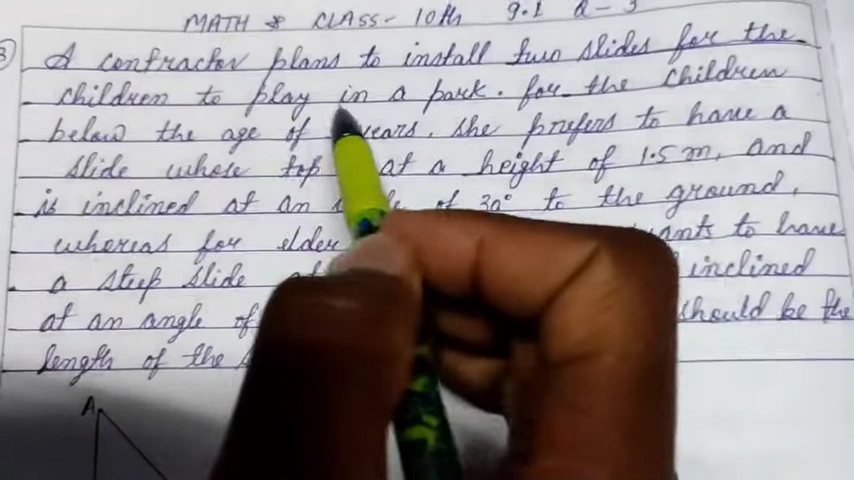 MATH & CLASS- 10th 9.1 Q-3
3 A contractor plans to install two slides for the
children to play in a park. for the children
below the age of years, she prefers to have a
slide whose top at a height of 1.5 m, and
is inclined at an of 30° to the ground,
whereas for elder to have
a steep slide inclined
at an angle of should be the
length of the
A